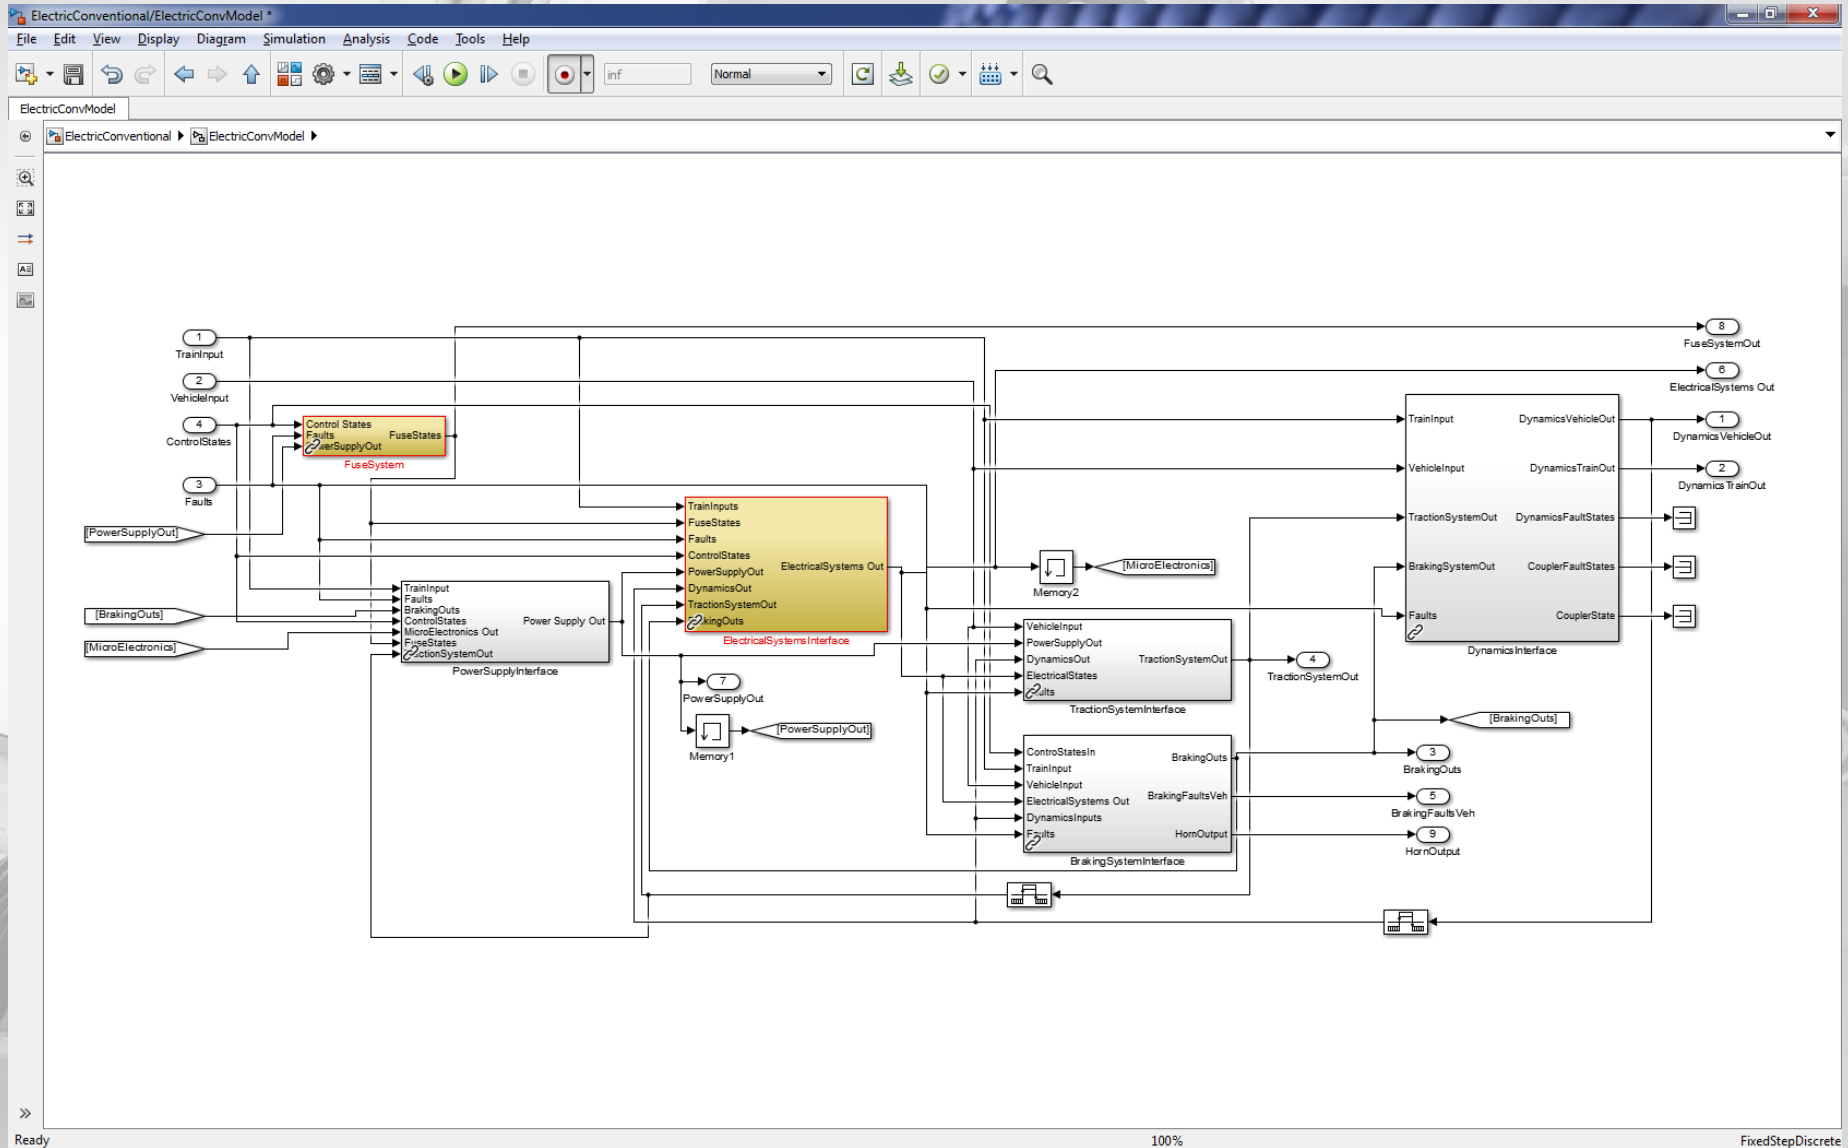 ElectricConventional/ElectricConvModel *
File Edit View Display Diagram Simulation Analysis Code Tools Help
inf
Normal
ElectricConvModel
ElectricConventional ElectricConvModel
1
TrainInput
2
VehicleInput
4
ControlStates
3
Faults
[PowerSupplyOut]
[BrakingOuts]
[MicroElectronics]
Control States
Faults
FuseStates
FuseSystem
TrainInput
Faults
BrakingOuts
ControlStates
MicroElectronics Out
Power Supply Out
PowerSupplyInterface
TrainInputs
FuseStates
Faults
ControlStates
PowerSupplyOut
DynamicsOut
TractionSystemOut
ElectricalSystems Out
ElectricalSystemsInterface
7
PowerSupplyOut
Memory1
[PowerSupplyOut]
Memory2
[MicroElectronics]
VehicleInput
PowerSupplyOut
DynamicsOut
ElectricalStates
TractionSystemOut
TractionSystemInterface
4
TractionSystemOut
ControStatesIn
TrainInput
VehicleInput
ElectricalSystems Out
DynamicsInputs
Faults
BrakingOuts
BrakingFaultsVeh
HornOutput
BrakingSystemInterface
TrainInput
VehicleInput
TractionSystemOut
BrakingSystemOut
Faults
DynamicsVehicleOut
DynamicsTrainOut
DynamicsFaultStates
CouplerFaultStates
CouplerState
DynamicsInterface
[BrakingOuts]
3
BrakingOuts
5
BrakingFaultsVeh
9
HornOutput
8
FuseSystemOut
6
ElectricalSystems Out
1
DynamicsVehicleOut
2
DynamicsTrainOut
Ready
100%
FixedStepDiscrete